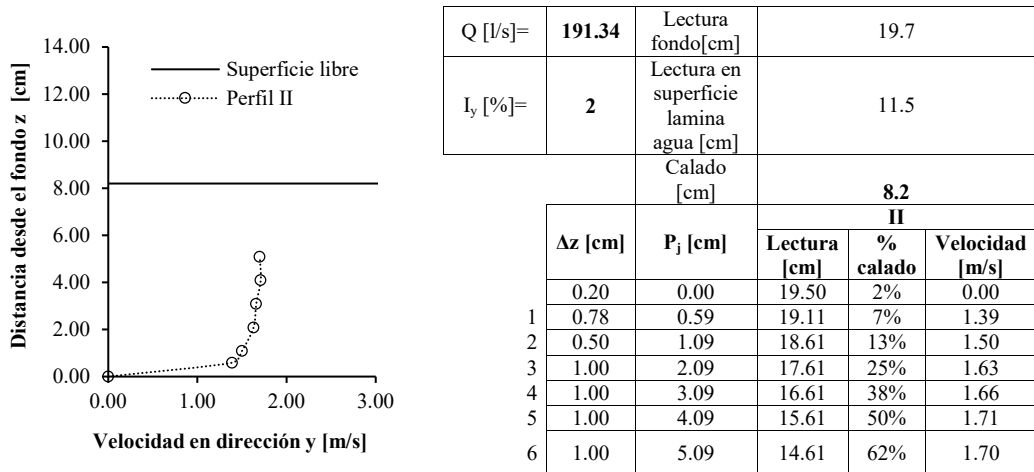 Distancia desde el fondo z [cm]
14.00
12.00
10.00
8.00
6.00
4.00
2.00
0.00
0.00 1.00 2.00 3.00
Velocidad en dirección y [m/s]
Superficie libre
Perfil II
Q [l/s]= 191.34 Lectura fondo[cm] 19.7
I_y [%]= 2 Lectura en superficie lamina agua [cm] 11.5
Calado [cm] 8.2
II
Δz [cm] P_j [cm] Lectura [cm] % calado Velocidad [m/s]
0.20 0.00 19.50 2% 0.00
1 0.78 0.59 19.11 7% 1.39
2 0.50 1.09 18.61 13% 1.50
3 1.00 2.09 17.61 25% 1.63
4 1.00 3.09 16.61 38% 1.66
5 1.00 4.09 15.61 50% 1.71
6 1.00 5.09 14.61 62% 1.70